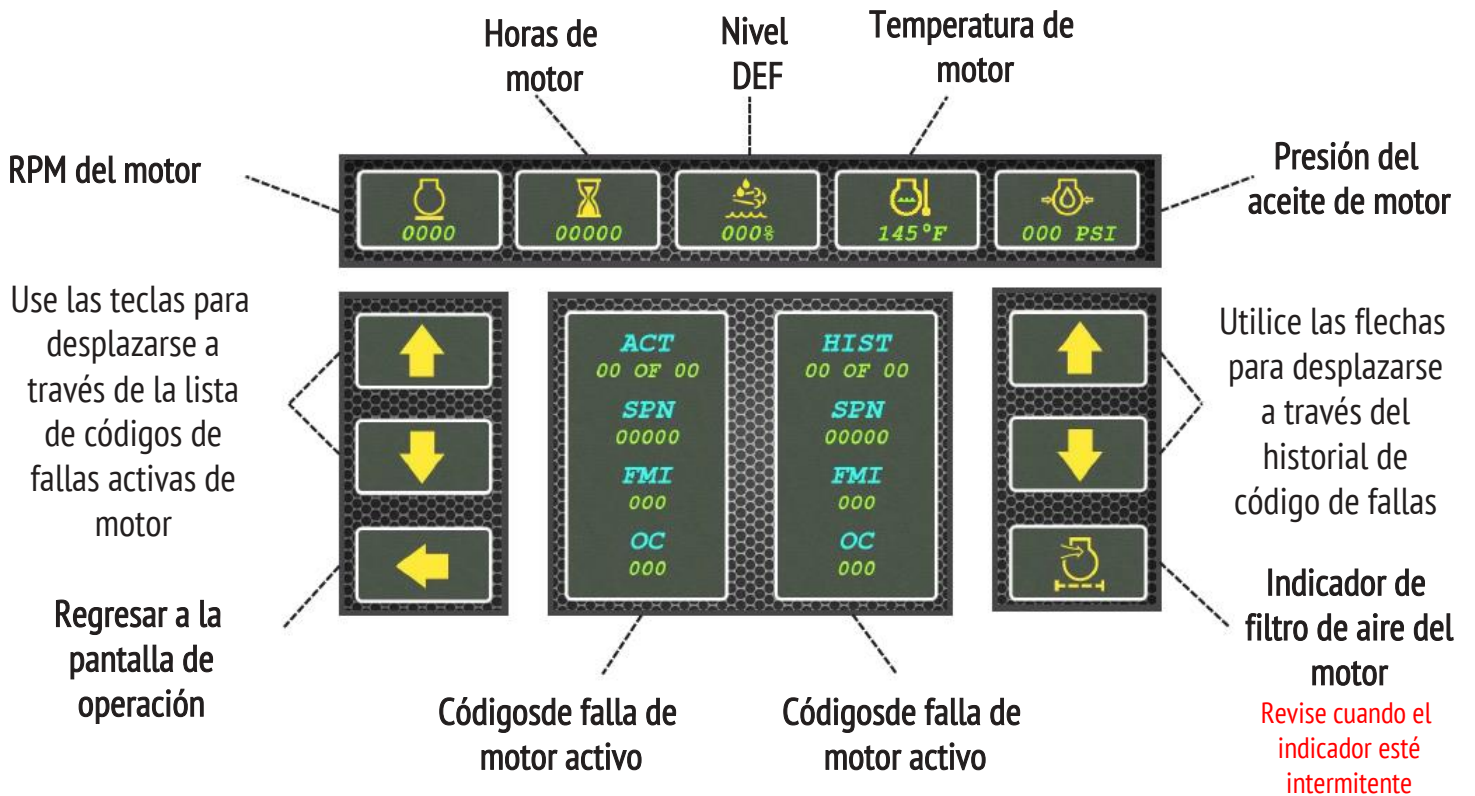 Horas de
motor
Nivel
DEF
Temperatura de
motor
RPM del motor
Presión del
aceite de motor
0000
00000
000%
145°F
000 PSI
Use las teclas para
desplazarse a
través de la lista
de códigos de
fallas activas de
motor
ACT
00 OF 00
SPN
00000
FMI
000
OC
000
HIST
00 OF 00
SPN
00000
FMI
000
OC
000
Utilice las flechas
para desplazarse
a través del
historial de
código de fallas
Regresar a la
pantalla de
operación
Códigosde falla de
motor activo
Códigosde falla de
motor activo
Indicador de
filtro de aire del
motor
Revise cuando el
indicador esté
intermitente